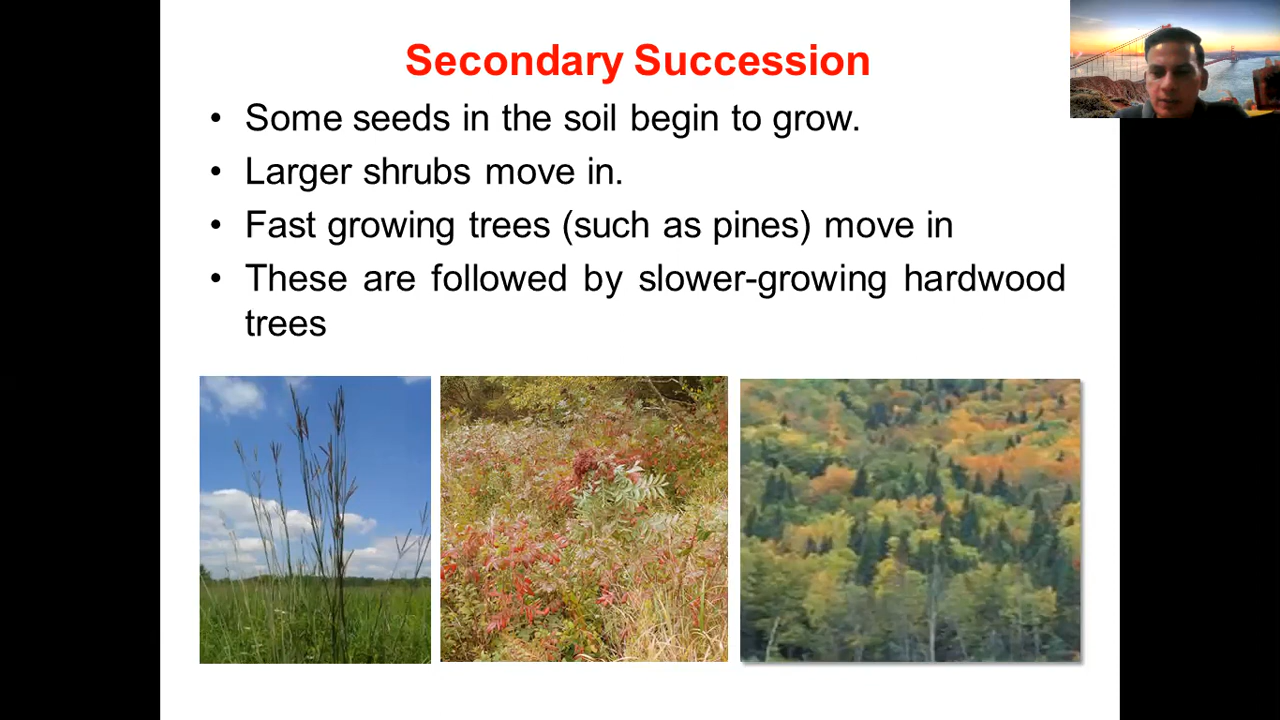 Secondary Succession
• Some seeds in the soil begin to grow.
• Larger shrubs move in.
• Fast growing trees (such as pines) move in
• These are followed by slower-growing hardwood
trees